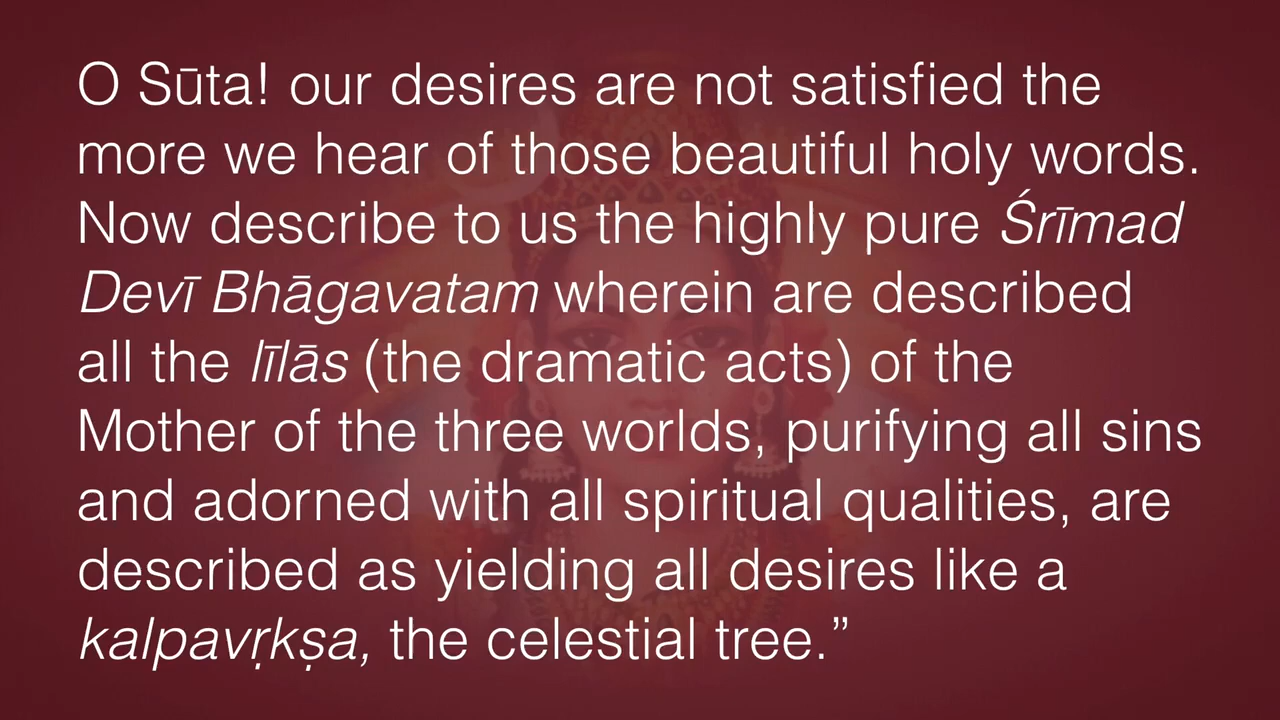 O Sūta! our desires are not satisfied the
more we hear of those beautiful holy words.
Now describe to us the highly pure Śrīmad
Devī Bhāgavatam wherein are described
all the līlās (the dramatic acts) of the
Mother of the three worlds, purifying all sins
and adorned with all spiritual qualities, are
described as yielding all desires like a
kalpavṛkṣa, the celestial tree.”